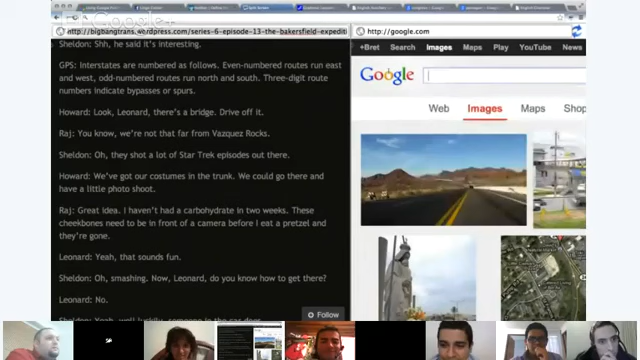 http://bigbangtrans.wordpress.com/series-6-episode-13-the-bakersfield-expediti
http://google.com
Sheldon: Shh, he said it's interesting.
GPS: Interstates are numbered as follows. Even-numbered routes run east
and west, odd-numbered routes run north and south. Three-digit route
numbers indicate bypasses or spurs.
Howard: Look, Leonard, there's a bridge. Drive off it.
Raj: You know, we're not that far from Vazquez Rocks.
Sheldon: Oh, they shot a lot of Star Trek episodes out there.
Howard: We've got our costumes in the trunk. We could go there and
have a little photo shoot.
Raj: Great idea. I haven't had a carbohydrate in two weeks. These
cheekbones need to be in front of a camera before I eat a pretzel and
they're gone.
Leonard: Yeah, that sounds fun.
Sheldon: Oh, smashing. Now, Leonard, do you know how to get there?
Leonard: No.
Follow
+Bret Search Images Maps Play YouTube News
Google
Web Images Maps Shop